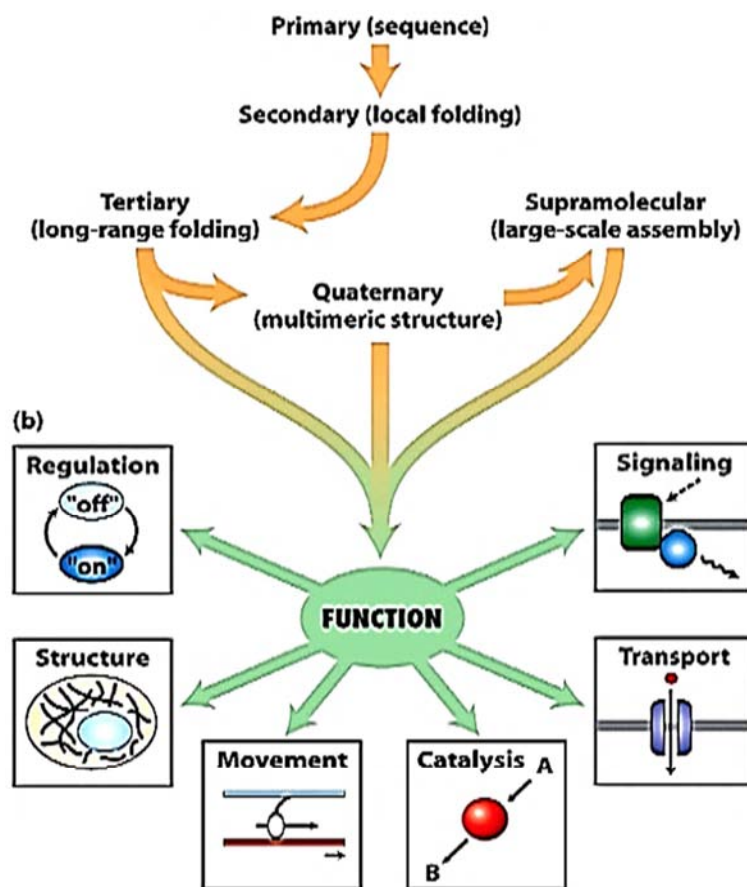 Primary (sequence)
Secondary (local folding)
Tertiary
(long-range folding)
Supramolecular
(large-scale assembly)
Quaternary
(multimeric structure)
(b)
Regulation
"off"
"on"
Signaling
FUNCTION
Structure
Transport
Movement
Catalysis
A
B